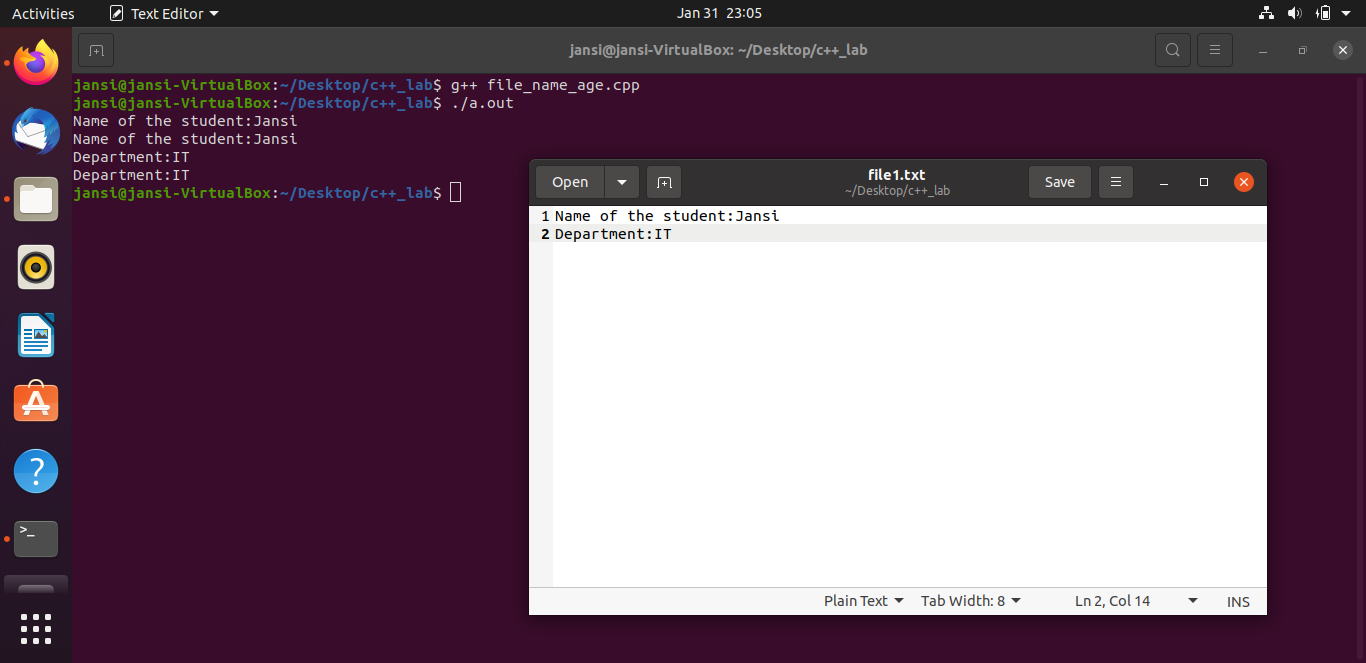 Activities
Text Editor
Jan 31 23:05
jansi@jansi-VirtualBox: ~/Desktop/c++_lab
jansi@jansi-VirtualBox:~/Desktop/c++_lab$ g++ file_name_age.cpp
jansi@jansi-VirtualBox:~/Desktop/c++_lab$ ./a.out
Name of the student:Jansi
Name of the student:Jansi
Department:IT
Department:IT
jansi@jansi-VirtualBox:~/Desktop/c++_lab$
Open
file1.txt
~/Desktop/c++_lab
Save
1 Name of the student:Jansi
2 Department:IT
Plain Text
Tab Width: 8
Ln 2, Col 14
INS